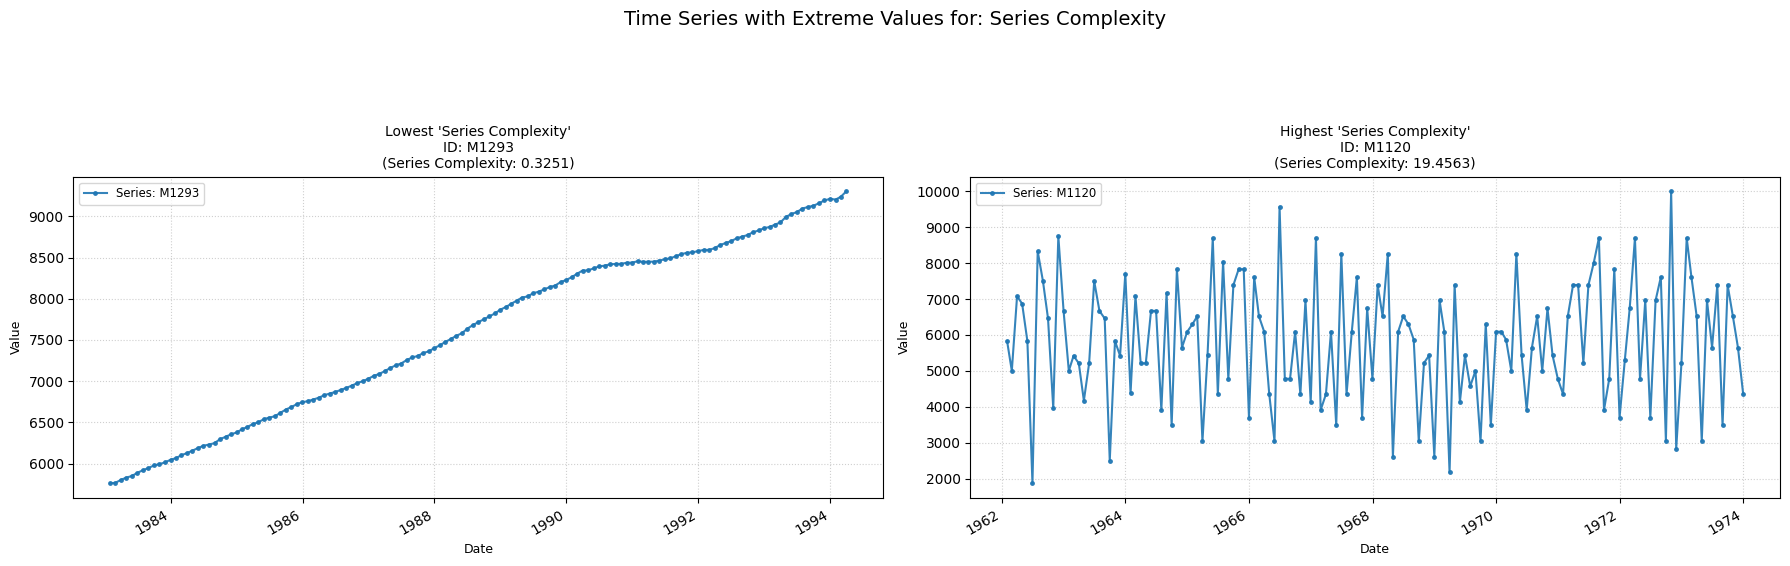 Time Series with Extreme Values for: Series Complexity
Lowest 'Series Complexity'
ID: M1293
(Series Complexity: 0.3251)
Series: M1293
Value
9000
8500
8000
7500
7000
6500
6000
1984
1986
1988
1990
1992
1994
Date
Highest 'Series Complexity'
ID: M1120
(Series Complexity: 19.4563)
Series: M1120
Value
10000
9000
8000
7000
6000
5000
4000
3000
2000
1962
1964
1966
1968
1970
1972
1974
Date